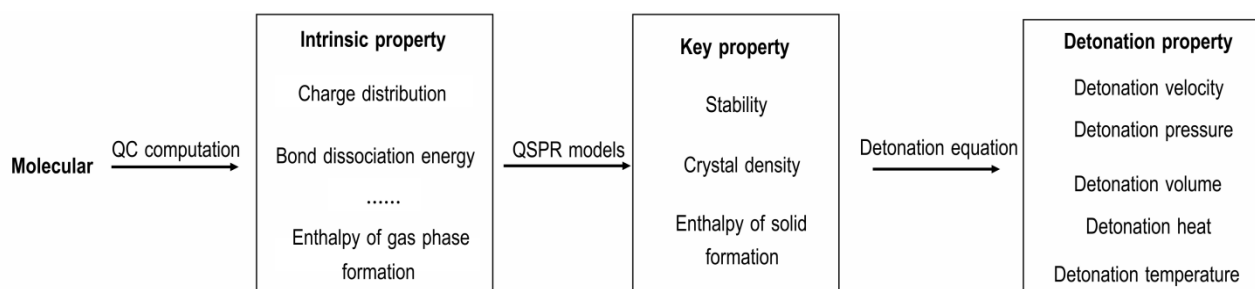 Molecular
QC computation
Intrinsic property
Charge distribution
Bond dissociation energy
......
Enthalpy of gas phase
formation
QSPR models
Key property
Stability
Crystal density
Enthalpy of solid
formation
Detonation equation
Detonation property
Detonation velocity
Detonation pressure
Detonation volume
Detonation heat
Detonation temperature